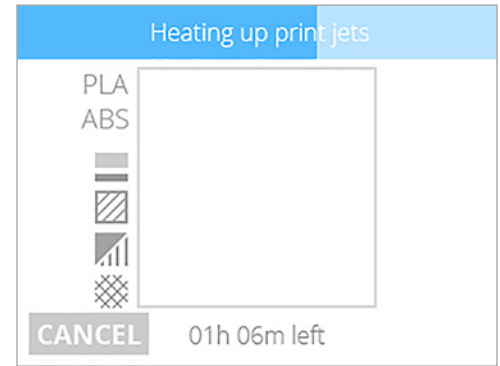 Heating up print jets
PLA
ABS
CANCEL
01h 06m left